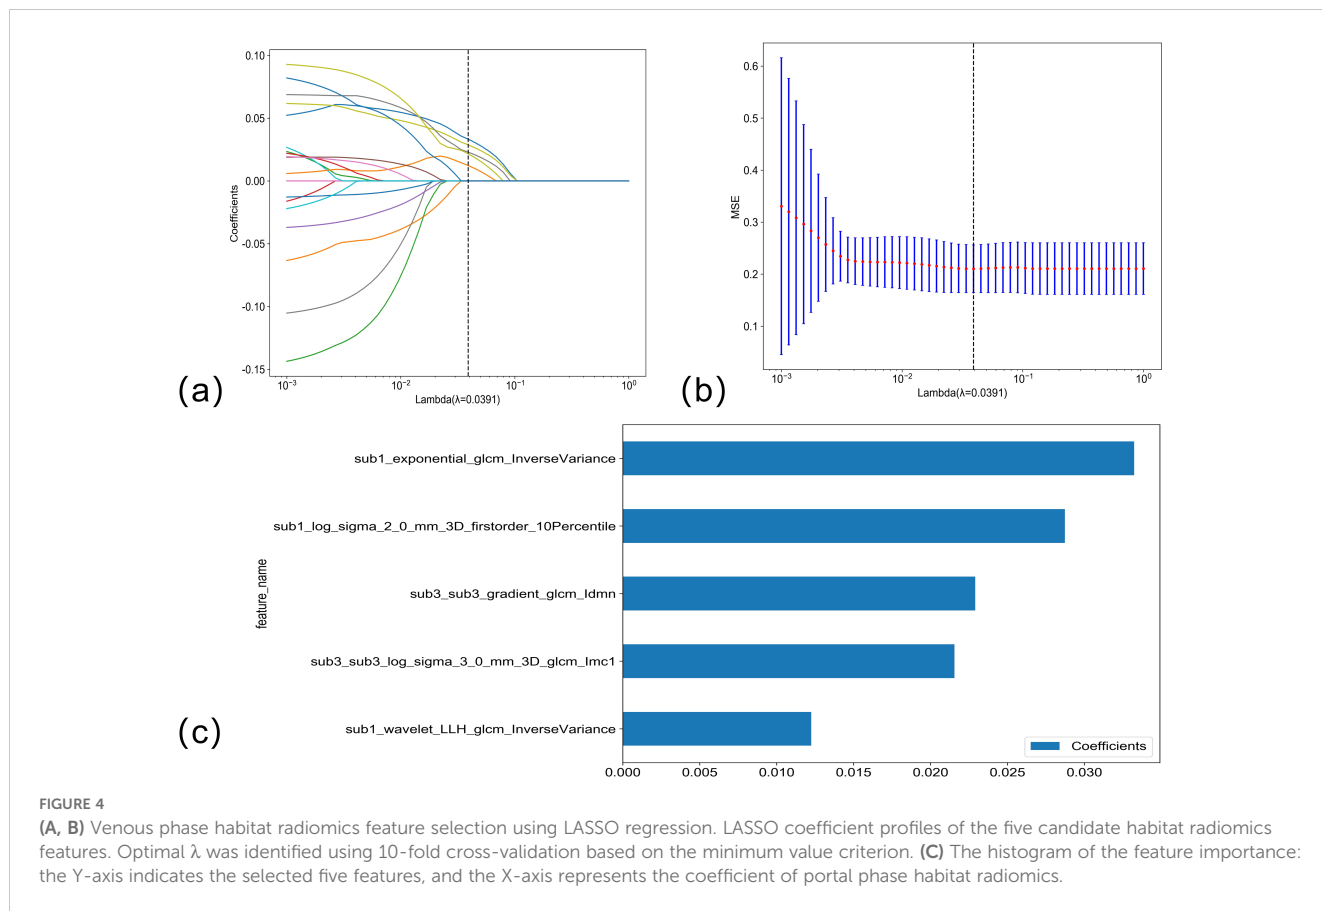 0.10
0.05
0.00
-0.05
-0.10
-0.15
Coefficients
10⁻³
10⁻²
10⁻¹
10⁰
Lambda(λ=0.0391)
(a)
0.6
0.5
0.4
0.3
0.2
0.1
MSE
10⁻³
10⁻²
10⁻¹
10⁰
Lambda(λ=0.0391)
(b)
feature_name
sub1_exponential_glcm_InverseVariance
sub1_log_sigma_2_0_mm_3D_firstorder_10Percentile
sub3_sub3_gradient_glcm_Idmn
sub3_sub3_log_sigma_3_0_mm_3D_glcm_Imc1
sub1_wavelet_LLH_glcm_InverseVariance
Coefficients
0.000
0.005
0.010
0.015
0.020
0.025
0.030
(c)
FIGURE 4
(A, B) Venous phase habitat radiomics feature selection using LASSO regression. LASSO coefficient profiles of the five candidate habitat radiomics
features. Optimal λ was identified using 10-fold cross-validation based on the minimum value criterion. (C) The histogram of the feature importance:
the Y-axis indicates the selected five features, and the X-axis represents the coefficient of portal phase habitat radiomics.